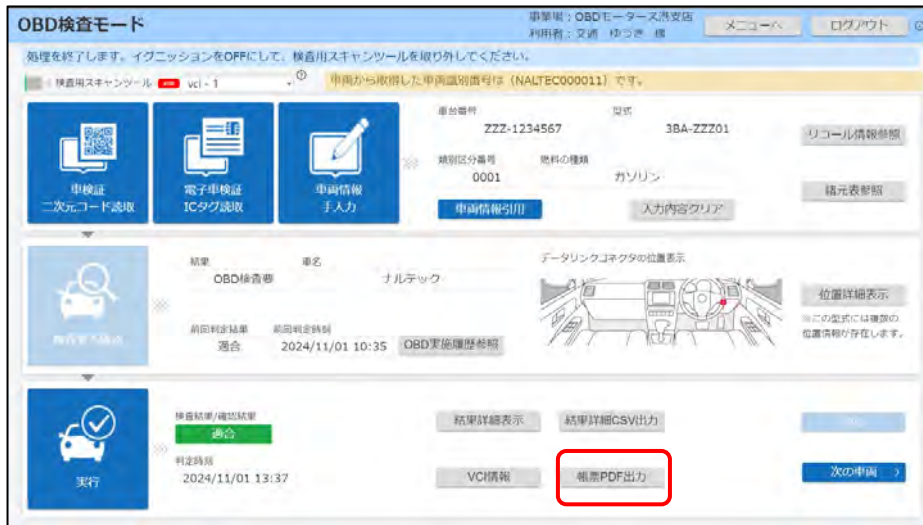 OBD検査モード
事業場：OBDモータース渋支店
利用者：交通 ゆうき 様
メニューへ
ログアウト
処理を終了します。イグニッションをOFFにして、検査用スキャンツールを取り外してください。
検査用スキャンツール
vci - 1
車両から取得した車両識別番号は（NALTEC000011）です。
車検証
二次元コード読取
電子車検証
ICタグ読取
車両情報
手入力
車台番号
ZZZ-1234567
型式
3BA-ZZZ01
類別区分番号
0001
燃料の種類
ガソリン
車両情報引用
入力内容クリア
リコール情報参照
諸元表参照
結果
OBD検査要
車名
ナルテック
前回判定結果
適合
前回判定時刻
2024/11/01 10:35
OBD実施履歴参照
データリンクコネクタの位置表示
位置詳細表示
※この型式には複数の
位置情報が存在します。
実行
検査結果/確認結果
適合
判定時刻
2024/11/01 13:37
結果詳細表示
結果詳細CSV出力
VCI情報
帳票PDF出力
次の車両